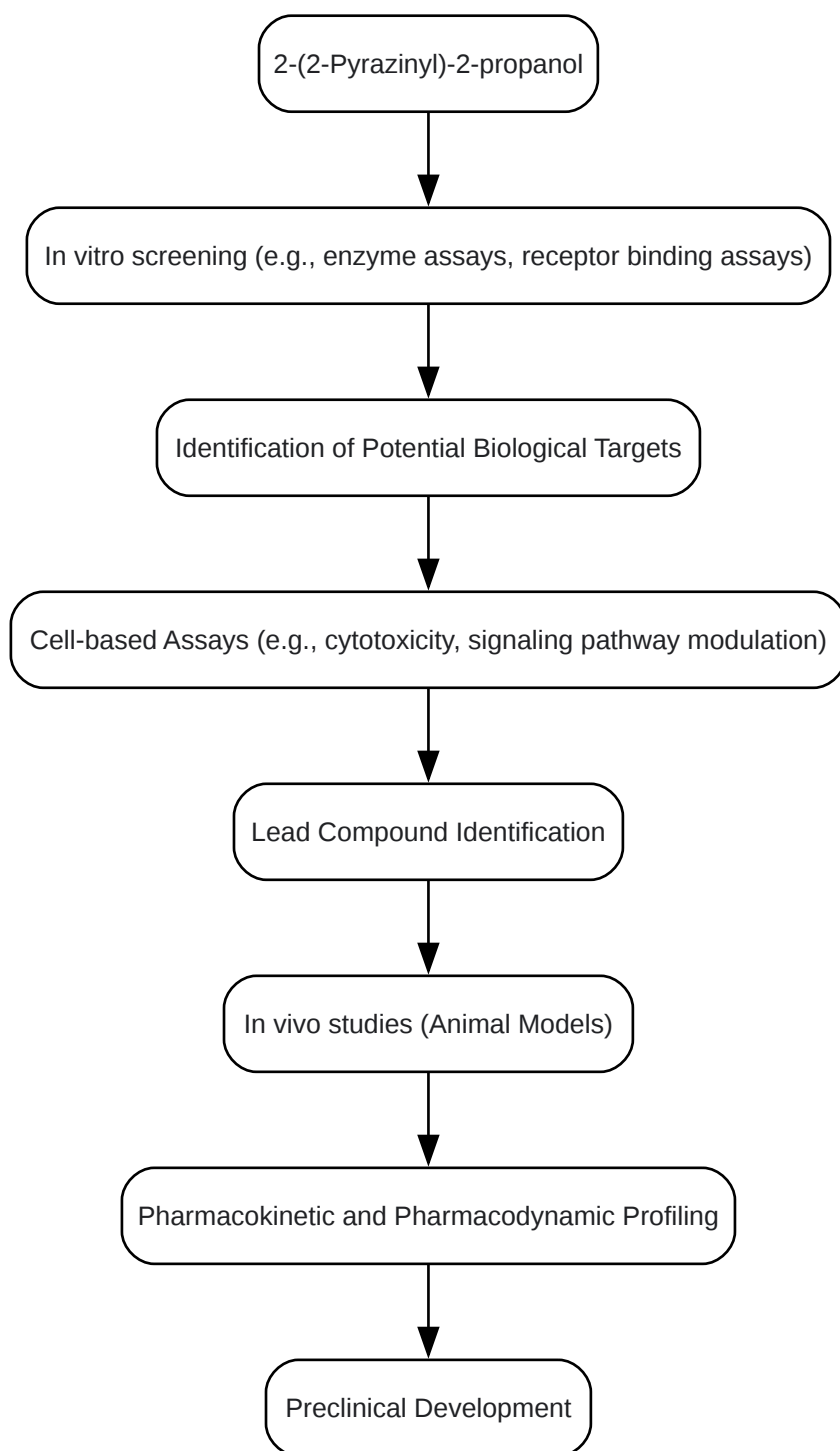 2-(2-Pyrazinyl)-2-propanol
In vitro screening (e.g., enzyme assays, receptor binding assays)
Identification of Potential Biological Targets
Cell-based Assays (e.g., cytotoxicity, signaling pathway modulation)
Lead Compound Identification
In vivo studies (Animal Models)
Pharmacokinetic and Pharmacodynamic Profiling
Preclinical Development